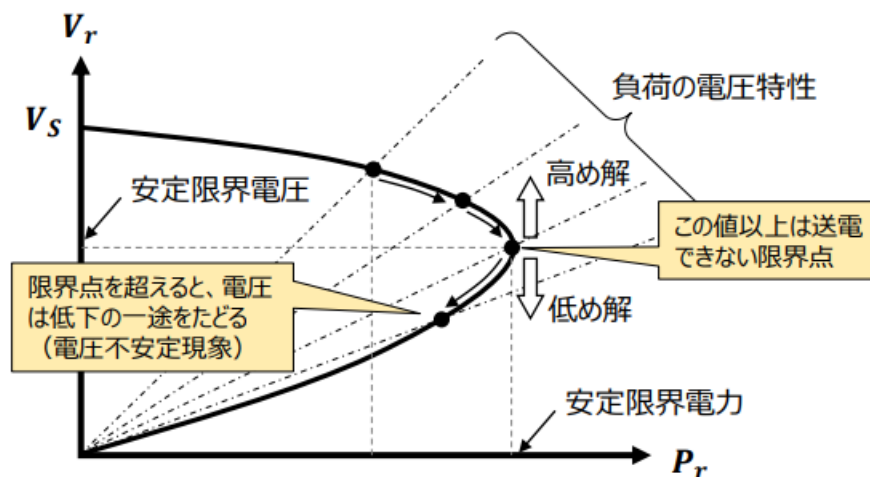 V_r
負荷の電圧特性
V_S
安定限界電圧
高め解
この値以上は送電
できない限界点
限界点を超えると、電圧
は低下の一途をたどる
（電圧不安定現象）
低め解
安定限界電力
P_r